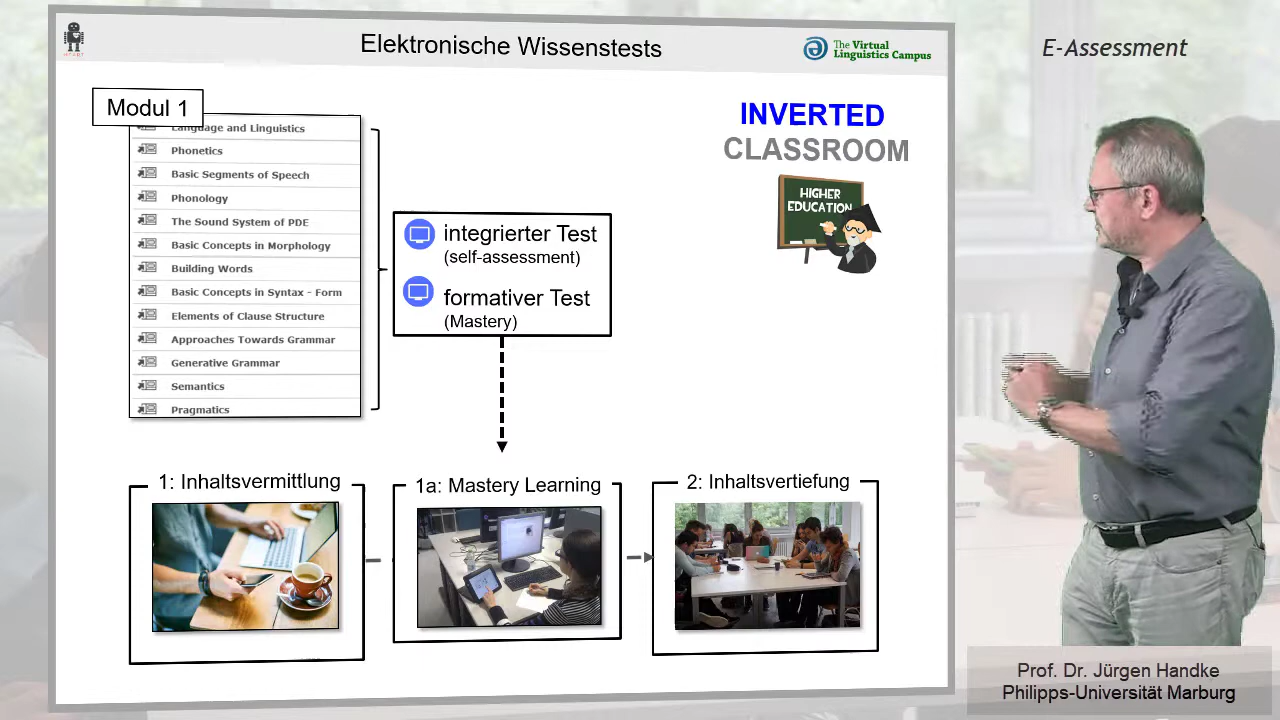 Elektronische Wissenstests
The Virtual
Linguistics Campus
E-Assessment
Modul 1
Language and Linguistics
Phonetics
Basic Segments of Speech
Phonology
The Sound System of PDE
Basic Concepts in Morphology
Building Words
Basic Concepts in Syntax - Form
Elements of Clause Structure
Approaches Towards Grammar
Generative Grammar
Semantics
Pragmatics
integrierter Test
(self-assessment)
formativer Test
(Mastery)
INVERTED
CLASSROOM
HIGHER
EDUCATION
1: Inhaltsvermittlung
1a: Mastery Learning
2: Inhaltsvertiefung
Prof. Dr. Jürgen Handke
Philipps-Universität Marburg